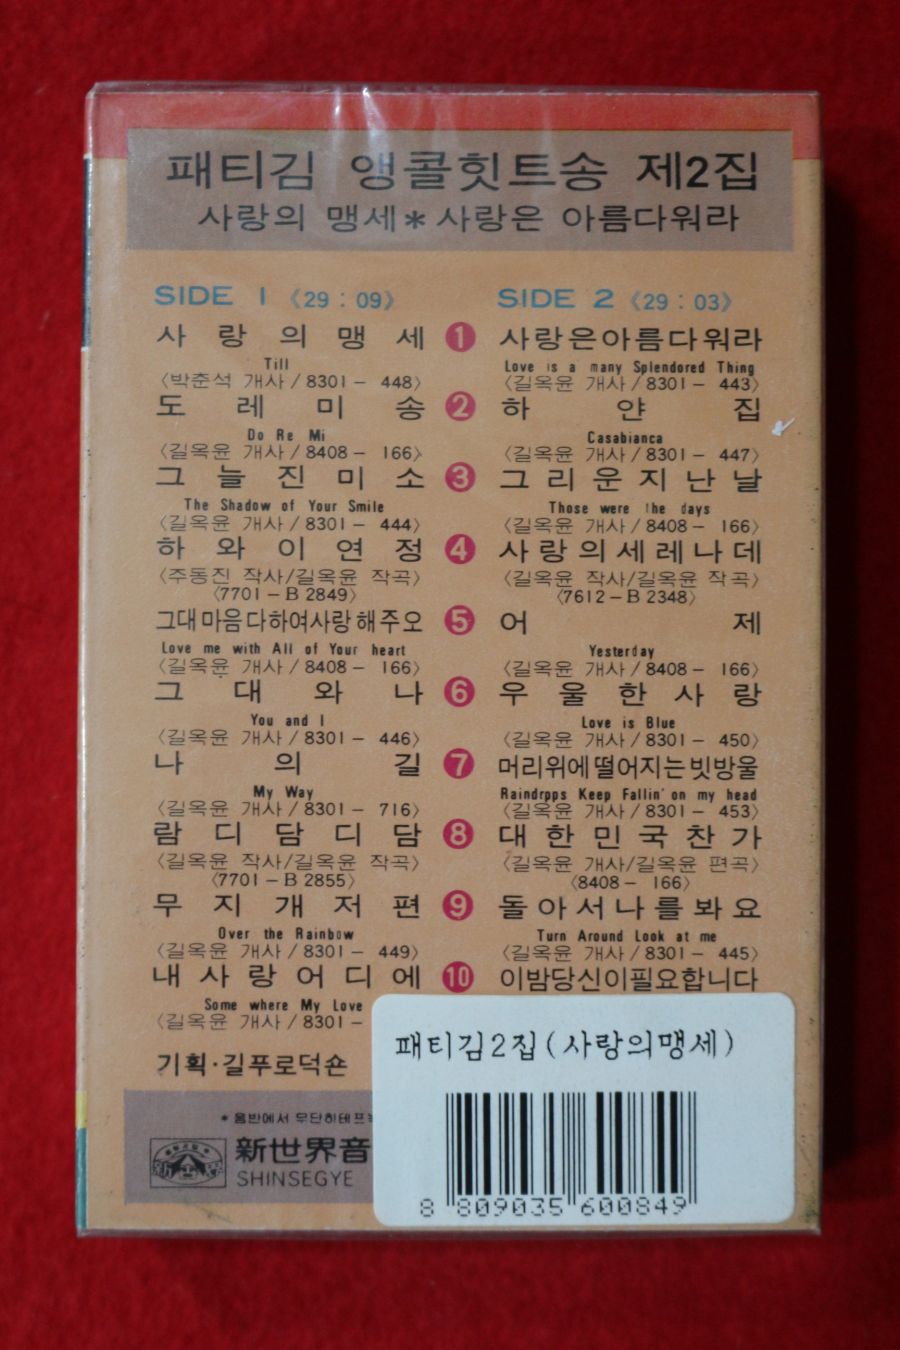 패티김 앵콜힛트송 제2집
사랑의 맹세*사랑은 아름다워라
SIDE 1 《29 : 09》
사랑의맹세 1
Till
〈박준석 개사/8301- 448〉
도레미송 2
Do Re Mi
〈길옥윤 개사/8408- 166〉
그늘진미소 3
The Shadow of Your Smile
〈길옥윤 개사/8301- 444〉
하와이연정 4
〈주동진 작사/길옥윤 작곡〉
〈7701-B 2849〉
그대마음다하여사랑해주오 5
Love me with All of Your heart
〈길옥윤 개사/8408- 166〉
그대와나 6
You and I
〈길옥윤 개사/8301- 446〉
나의길 7
My Way
〈길옥윤 개사/8301- 716〉
람디담디담 8
〈길옥윤 작사/길옥윤 작곡〉
〈7701-B 2855〉
무지개저편 9
Over the Rainbow
〈길옥윤 개사/8301- 449〉
내사랑어디에 10
Some where My Love
〈길옥윤 개사/8301-
SIDE 2 《29 : 03》
사랑은아름다워라
Love is a many Splendored Thing
〈길옥윤 개사/8301- 443〉
하얀집
Casabianca
〈길옥윤 개사/8301- 447〉
그리운지난날
Those were the days
〈길옥윤 개사/8408- 166〉
사랑의세레나데
〈길옥윤 작사/길옥윤 작곡〉
〈7612-B 2348〉
어제
Yesterday
〈길옥윤 개사/8408- 166〉
우울한사랑
Love is Blue
〈길옥윤 개사/8301- 450〉
머리위에떨어지는빗방울
Raindrpps Keep Fallin' on my head
〈길옥윤 개사/8301- 453〉
대한민국찬가
〈길옥윤 개사/길옥윤 편곡〉
〈8408- 166〉
돌아서나를봐요
Turn Around Look at me
〈길옥윤 개사/8301- 445〉
이밤당신이필요합니다
기획·길푸로덕숀
* 음반에서 무단히테프
新世界音
SHINSEGYE
패티김2집(사랑의맹세)
8 809035 600849